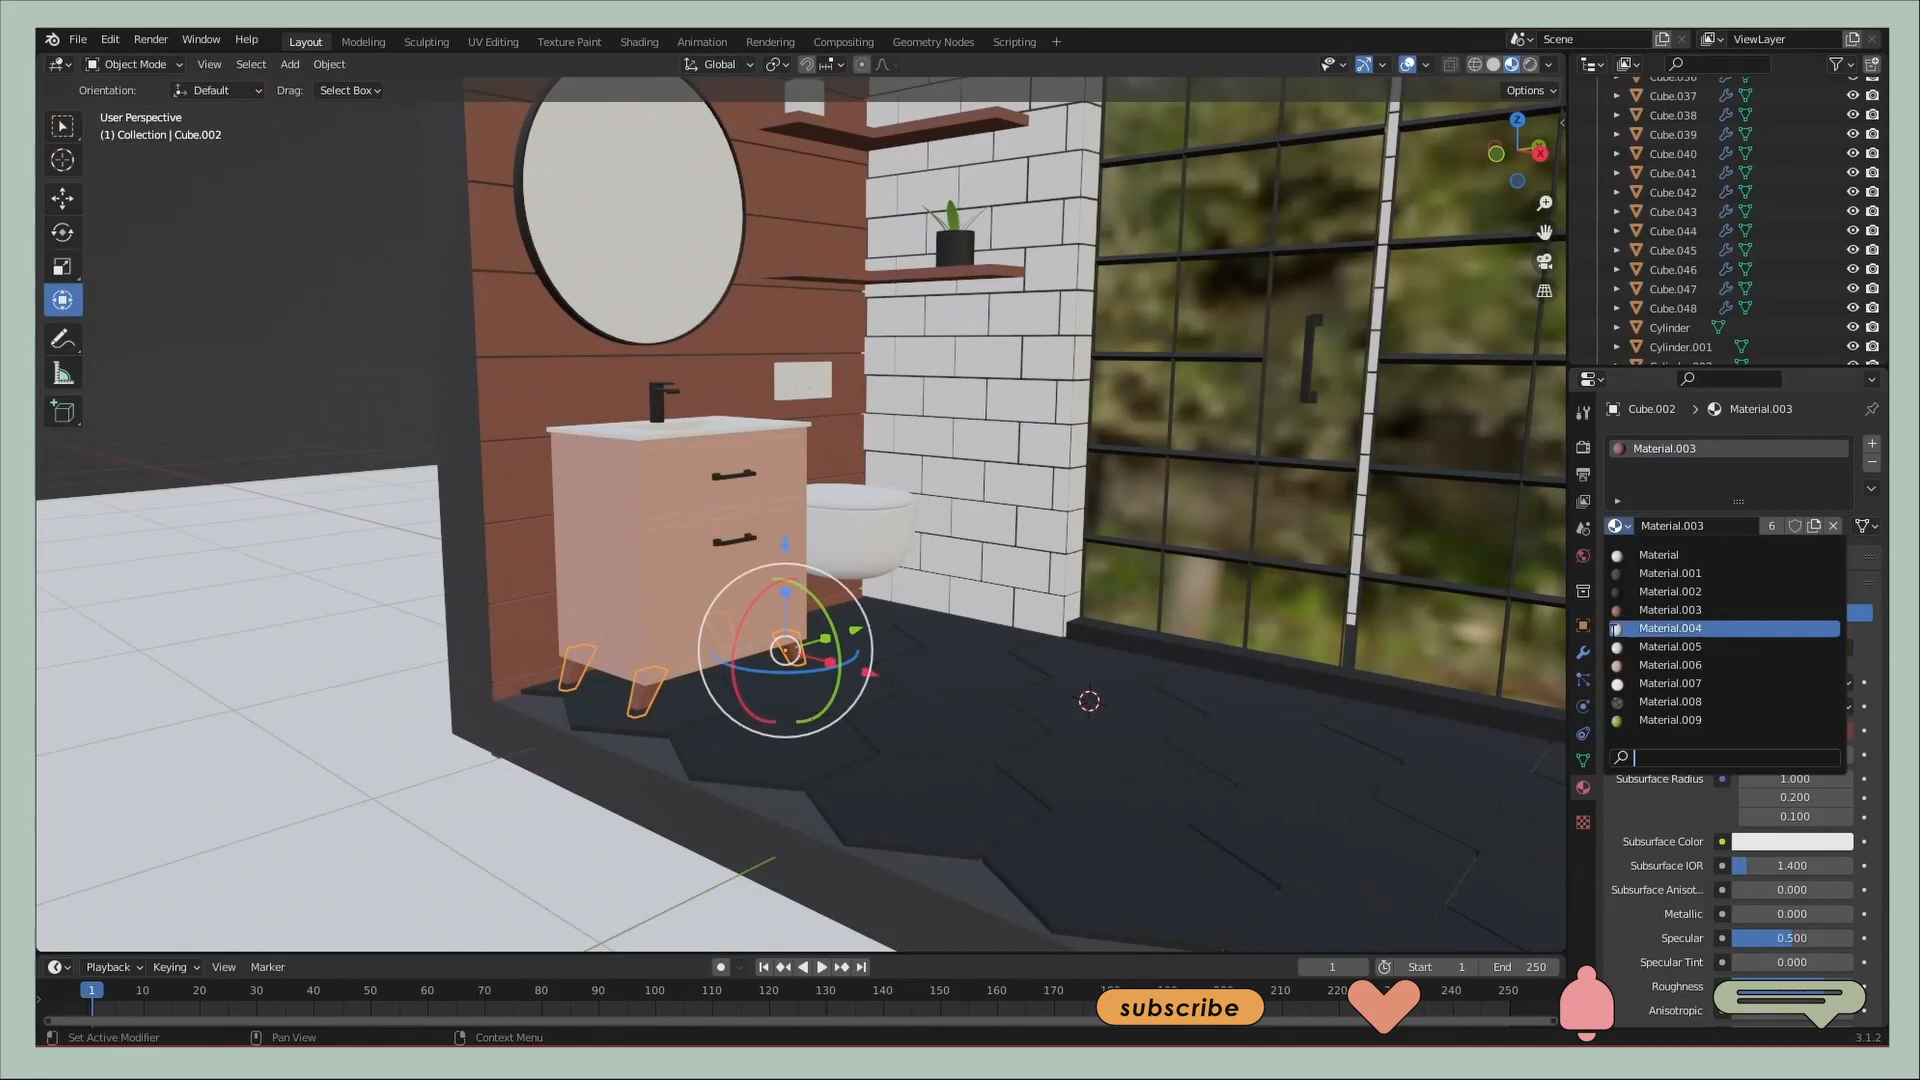 File Edit Render Window Help Layout Modeling Sculpting UV Editing Texture Paint Shading Animation Rendering Compositing Geometry Nodes Scripting + Scene ViewLayer
Object Mode View Select Add Object Global
Orientation: Default Drag: Select Box Options
User Perspective
(1) Collection | Cube.002
Z
X
Cube.036
Cube.037
Cube.038
Cube.039
Cube.040
Cube.041
Cube.042
Cube.043
Cube.044
Cube.045
Cube.046
Cube.047
Cube.048
Cylinder
Cylinder.001
Cube.002 > Material.003
Material.003
Material.003 6
Material
Material.001
Material.002
Material.003
Material.004
Material.005
Material.006
Material.007
Material.008
Material.009
Subsurface Radius 1.000
0.200
0.100
Subsurface Color
Subsurface IOR 1.400
Subsurface Anisot... 0.000
Metallic 0.000
Specular 0.500
Specular Tint 0.000
Roughness
Anisotropic
Playback Keying View Marker 1 Start 1 End 250
1 10 20 30 40 50 60 70 80 90 100 110 120 130 140 150 160 170 180 190 200 210 220 230 240 250
subscribe
Set Active Modifier Pan View Context Menu 3.1.2